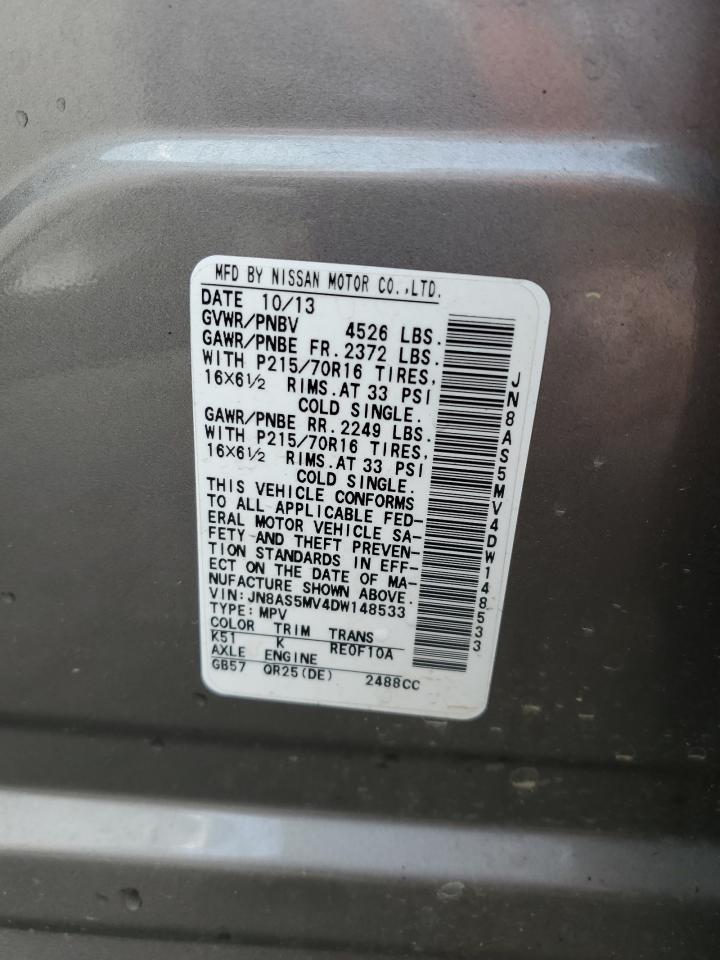 MFD BY NISSAN MOTOR CO.,LTD.
DATE 10/13
GVWR/PNBV 4526 LBS.
GAWR/PNBE FR.2372 LBS.
WITH P215/70R16 TIRES,
16X6½ RIMS.AT 33 PSI
COLD SINGLE.
GAWR/PNBE RR.2249 LBS.
WITH P215/70R16 TIRES,
16X6½ RIMS.AT 33 PSI
COLD SINGLE.
THIS VEHICLE CONFORMS
TO ALL APPLICABLE FED-
ERAL MOTOR VEHICLE SA-
FETY AND THEFT PREVEN-
TION STANDARDS IN EFF-
ECT ON THE DATE OF MA-
NUFACTURE SHOWN ABOVE.
VIN:JN8AS5MV4DW148533
TYPE:MPV
COLOR TRIM TRANS
K51 K RE0F10A
AXLE ENGINE
GB57 QR25(DE) 2488CC
JN8AS5MV4DW148533